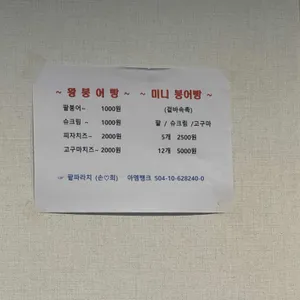 ~ 왕 붕 어 빵 ~ ~ 미니 붕어빵 ~
팥붕어~ 1000원 (겉바속쪽)
슈크림 ~ 1000원 팥 / 슈크림 /고구마
피자치즈~ 2000원 5개 2500원
고구마치즈~ 2000원 12개 5000원
☞ 팥파라치 (순♡희) 아엠뱅크 504-10-628240-0